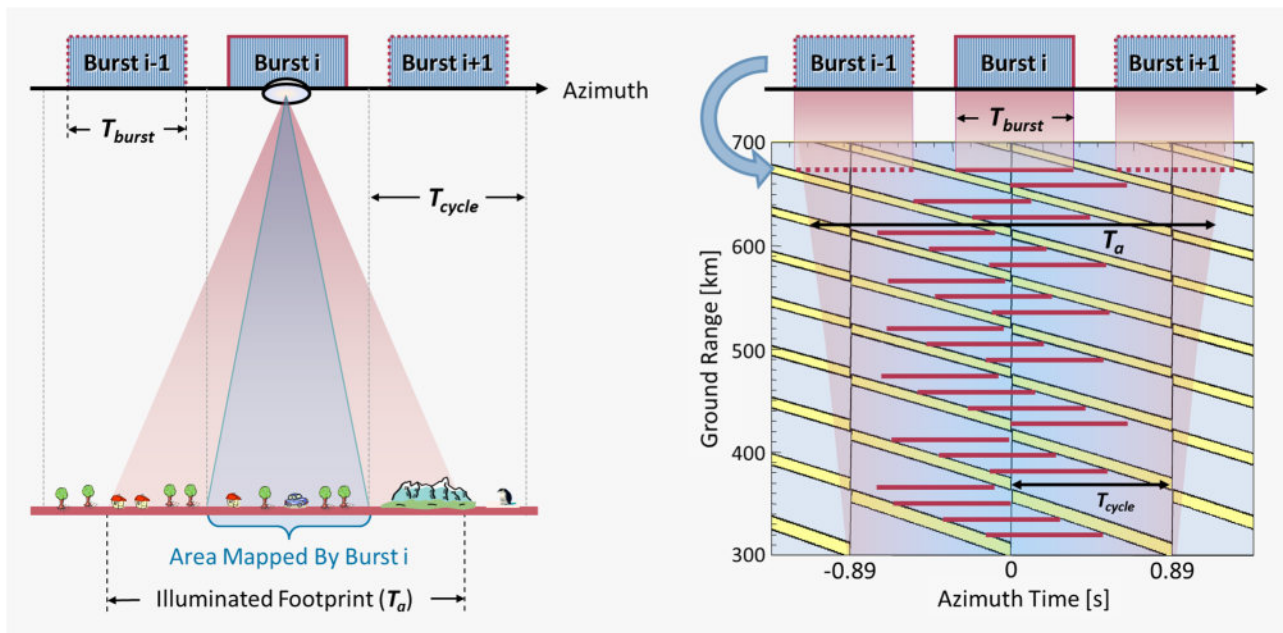 Burst i-1
Burst i
Burst i+1
Azimuth
T_burst
T_cycle
Area Mapped By Burst i
Illuminated Footprint (T_a)
Burst i-1
Burst i
Burst i+1
T_burst
700
600
500
400
300
Ground Range [km]
T_a
T_cycle
-0.89
0
0.89
Azimuth Time [s]